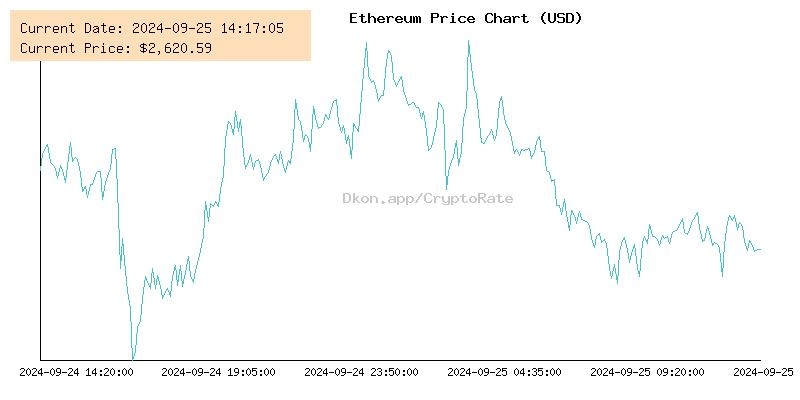 Ethereum Price Chart (USD)
Current Date: 2024-09-25 14:17:05
Current Price: $2,620.59
Dkon.app/CryptoRate
2024-09-24 14:20:00 2024-09-24 19:05:00 2024-09-24 23:50:00 2024-09-25 04:35:00 2024-09-25 09:20:00 2024-09-25